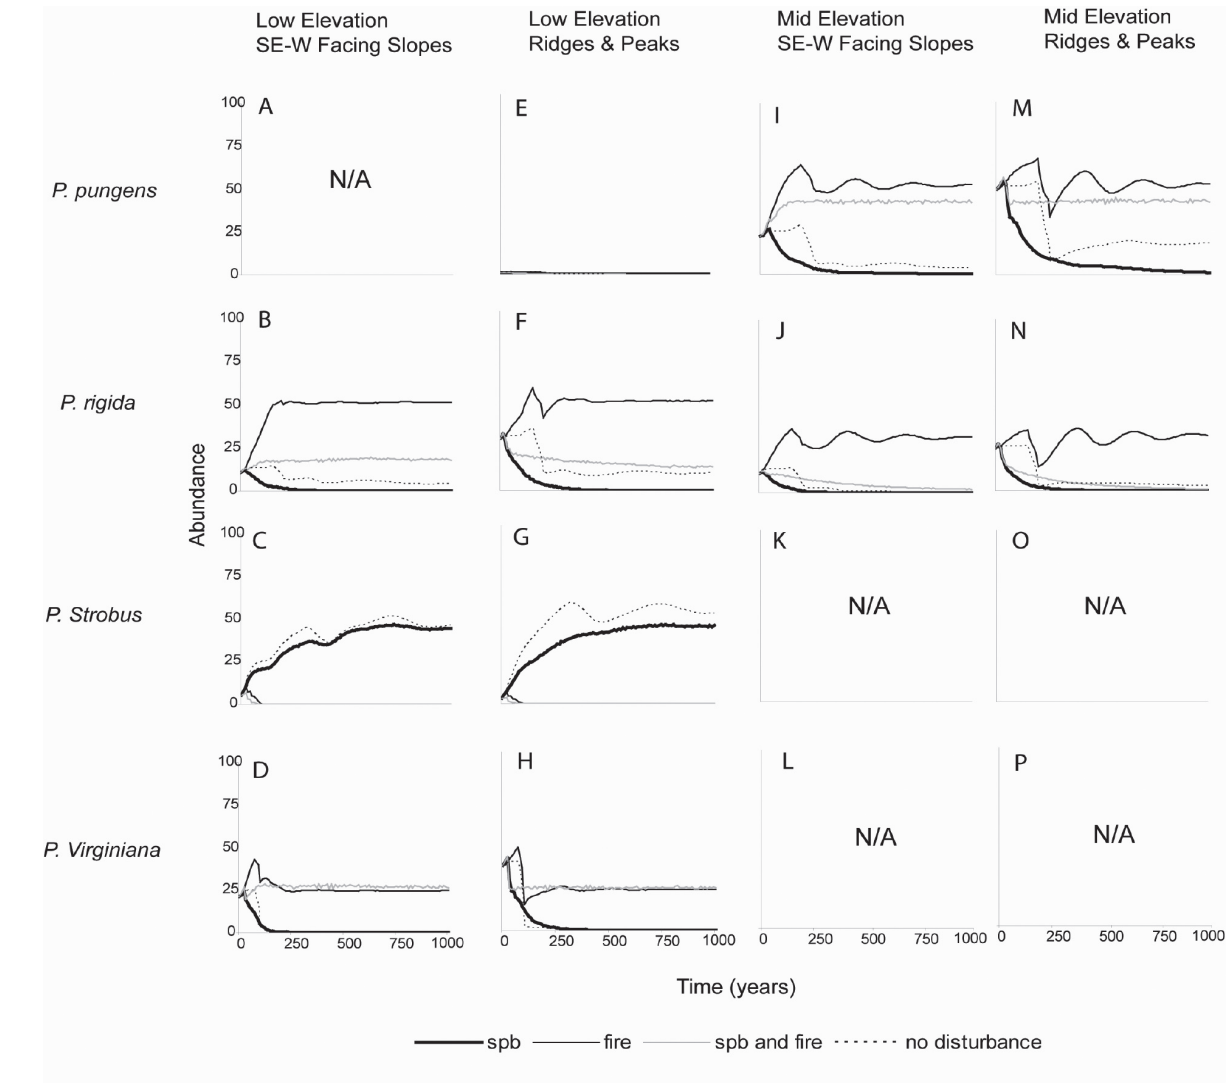 Low Elevation
SE-W Facing Slopes
Low Elevation
Ridges & Peaks
Mid Elevation
SE-W Facing Slopes
Mid Elevation
Ridges & Peaks
P. pungens
100
75
50
25
0
A
N/A
E
I
M
P. rigida
100
75
50
25
0
B
F
J
N
Abundance
P. Strobus
100
75
50
25
0
C
G
K
N/A
O
N/A
P. Virginiana
100
75
50
25
0
D
H
L
N/A
P
N/A
0 250 500 750 1000
0 250 500 750 1000
0 250 500 750 1000
0 250 500 750 1000
Time (years)
spb fire spb and fire no disturbance